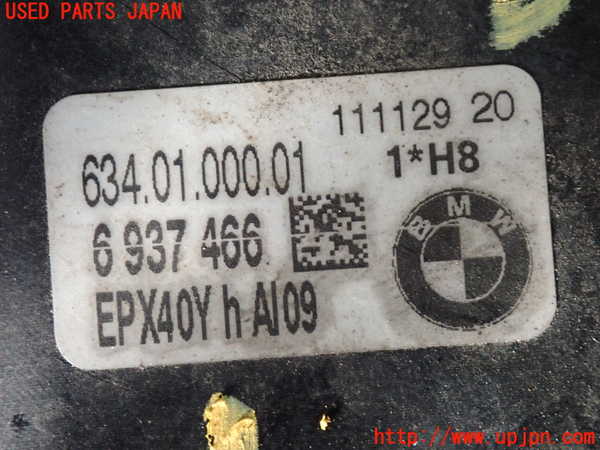 USED PARTS JAPAN
111129 20
634.01.000.01
1*H8
6 937 466
BMW
EPX40Y h AI09
http://www.upjpn.com/